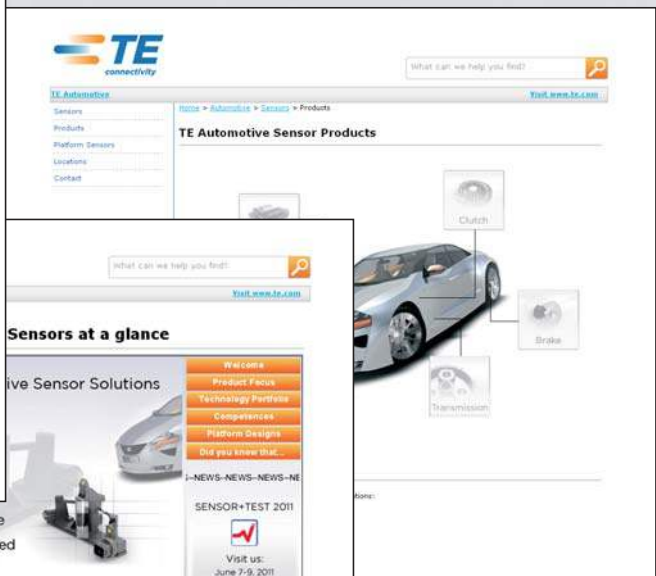 TE
connectivity
What can we help you find?
TE Automotive
Visit www.te.com
Home > Automotive > Sensors > Products
Sensors
Products
Platform Sensors
Locations
Contact
TE Automotive Sensor Products
Clutch
Brake
Transmission
What can we help you find?
Visit www.te.com
Sensors at a glance
ive Sensor Solutions
Welcome
Product Focus
Technology Portfolio
Competences
Platform Designs
Did you know that...
S--NEWS--NEWS--NEWS--NE
SENSOR+TEST 2011
Visit us:
June 7-9, 2011
ed
tions: